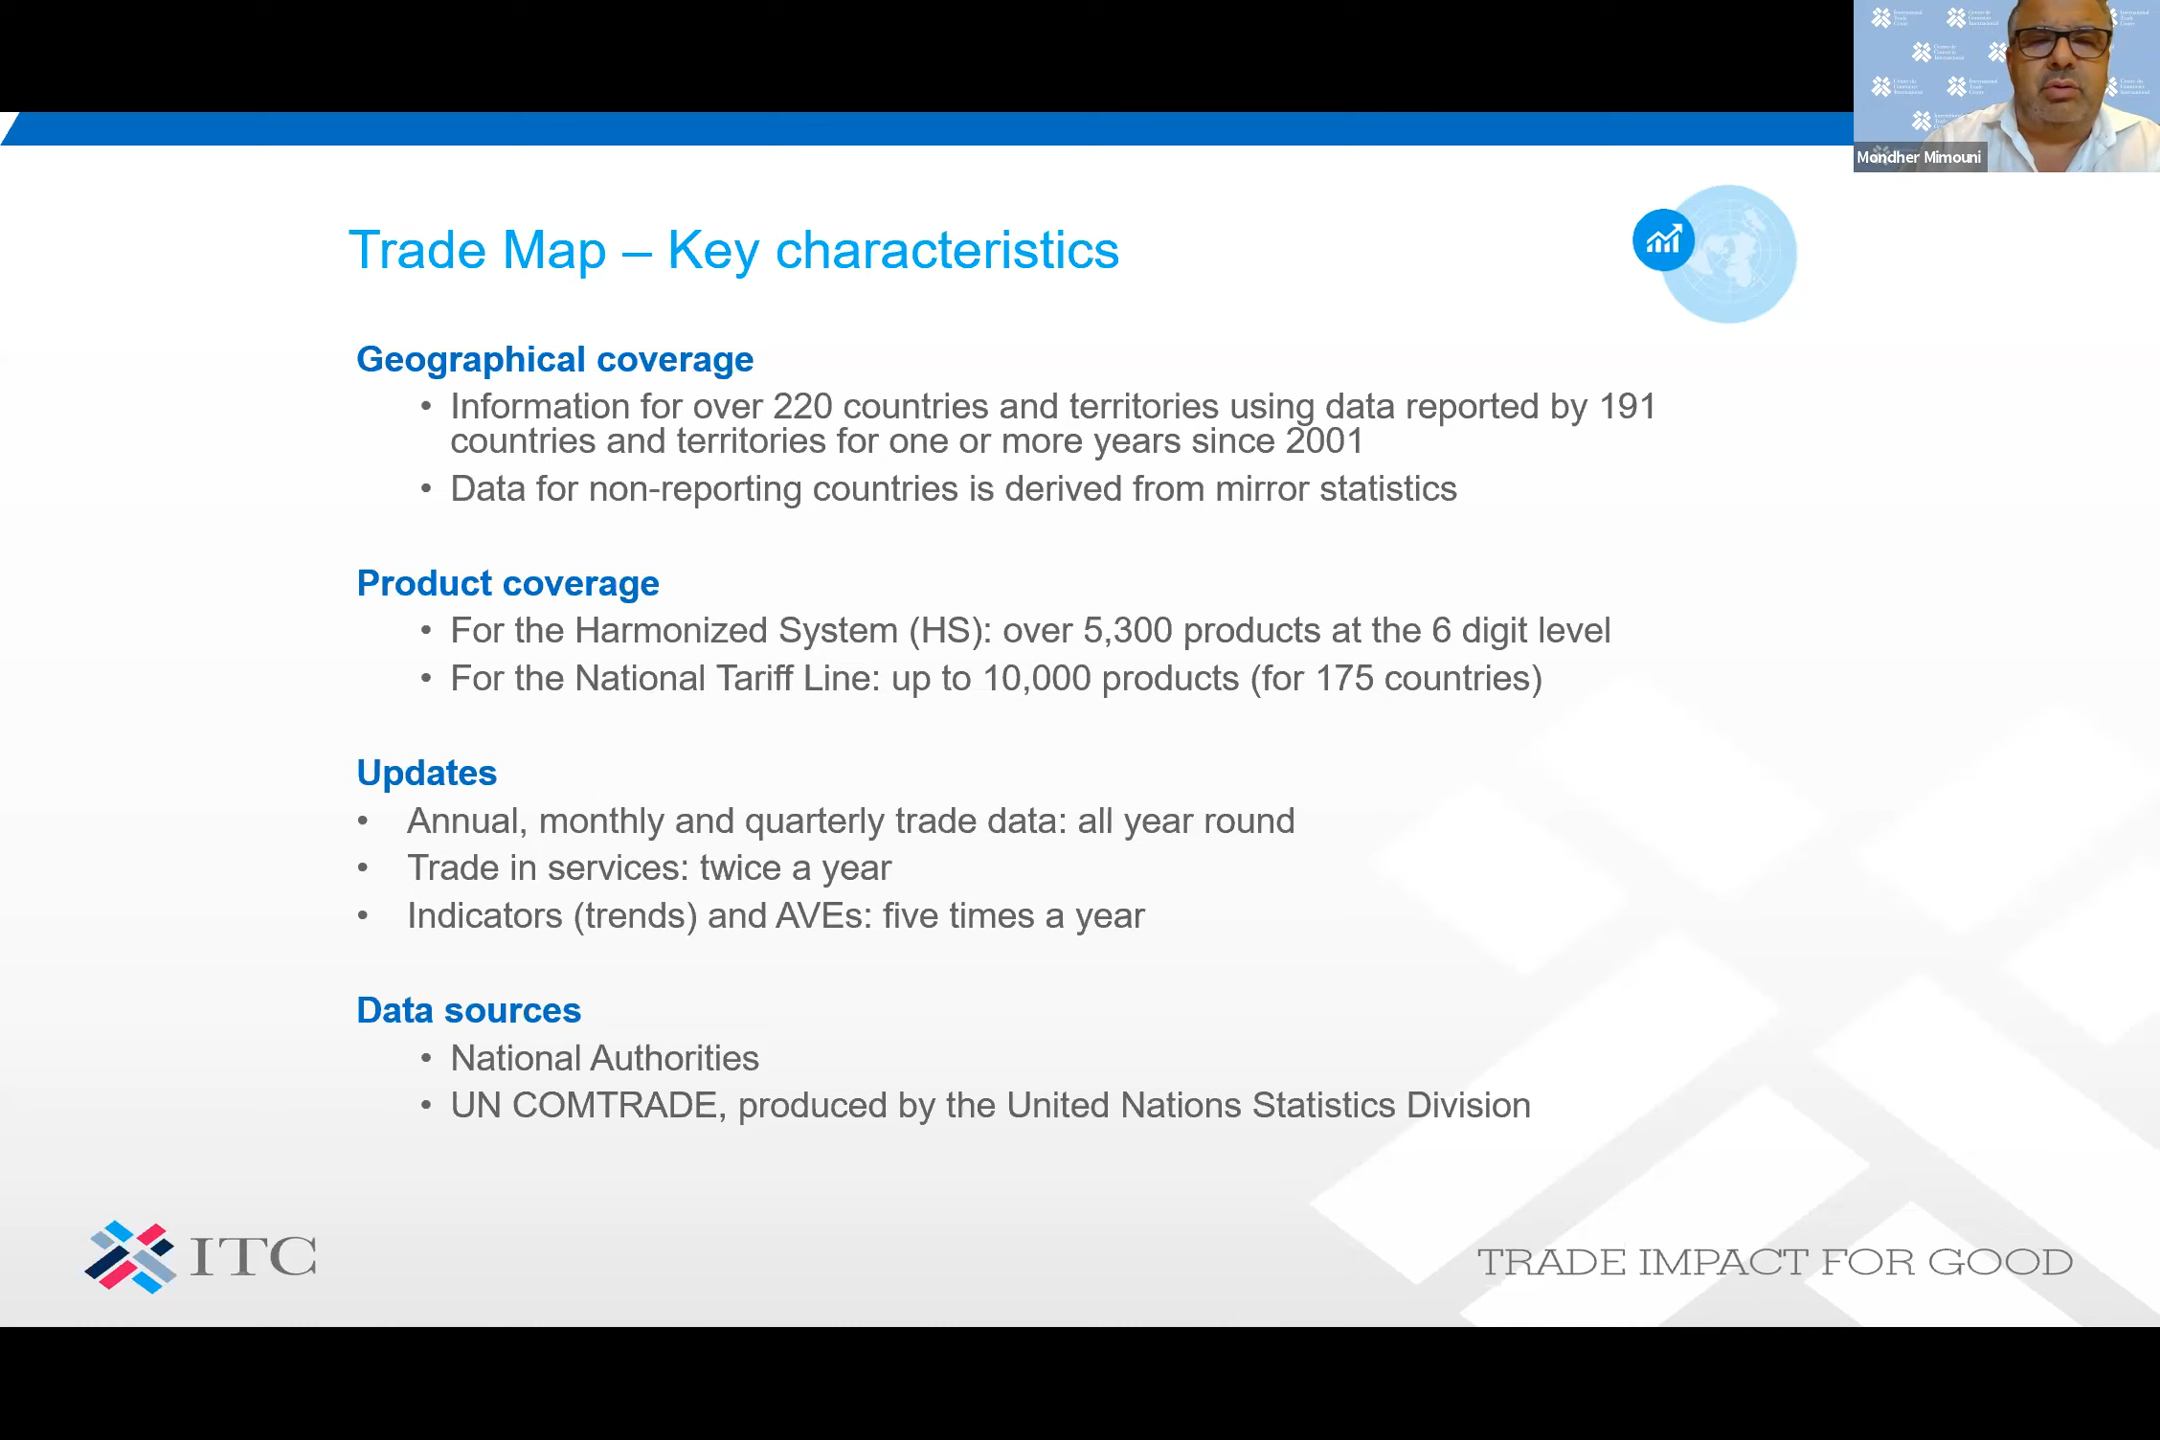 Mondher Mimouni
Trade Map – Key characteristics
Geographical coverage
• Information for over 220 countries and territories using data reported by 191
countries and territories for one or more years since 2001
• Data for non-reporting countries is derived from mirror statistics
Product coverage
• For the Harmonized System (HS): over 5,300 products at the 6 digit level
• For the National Tariff Line: up to 10,000 products (for 175 countries)
Updates
• Annual, monthly and quarterly trade data: all year round
• Trade in services: twice a year
• Indicators (trends) and AVEs: five times a year
Data sources
• National Authorities
• UN COMTRADE, produced by the United Nations Statistics Division
ITC
TRADE IMPACT FOR GOOD